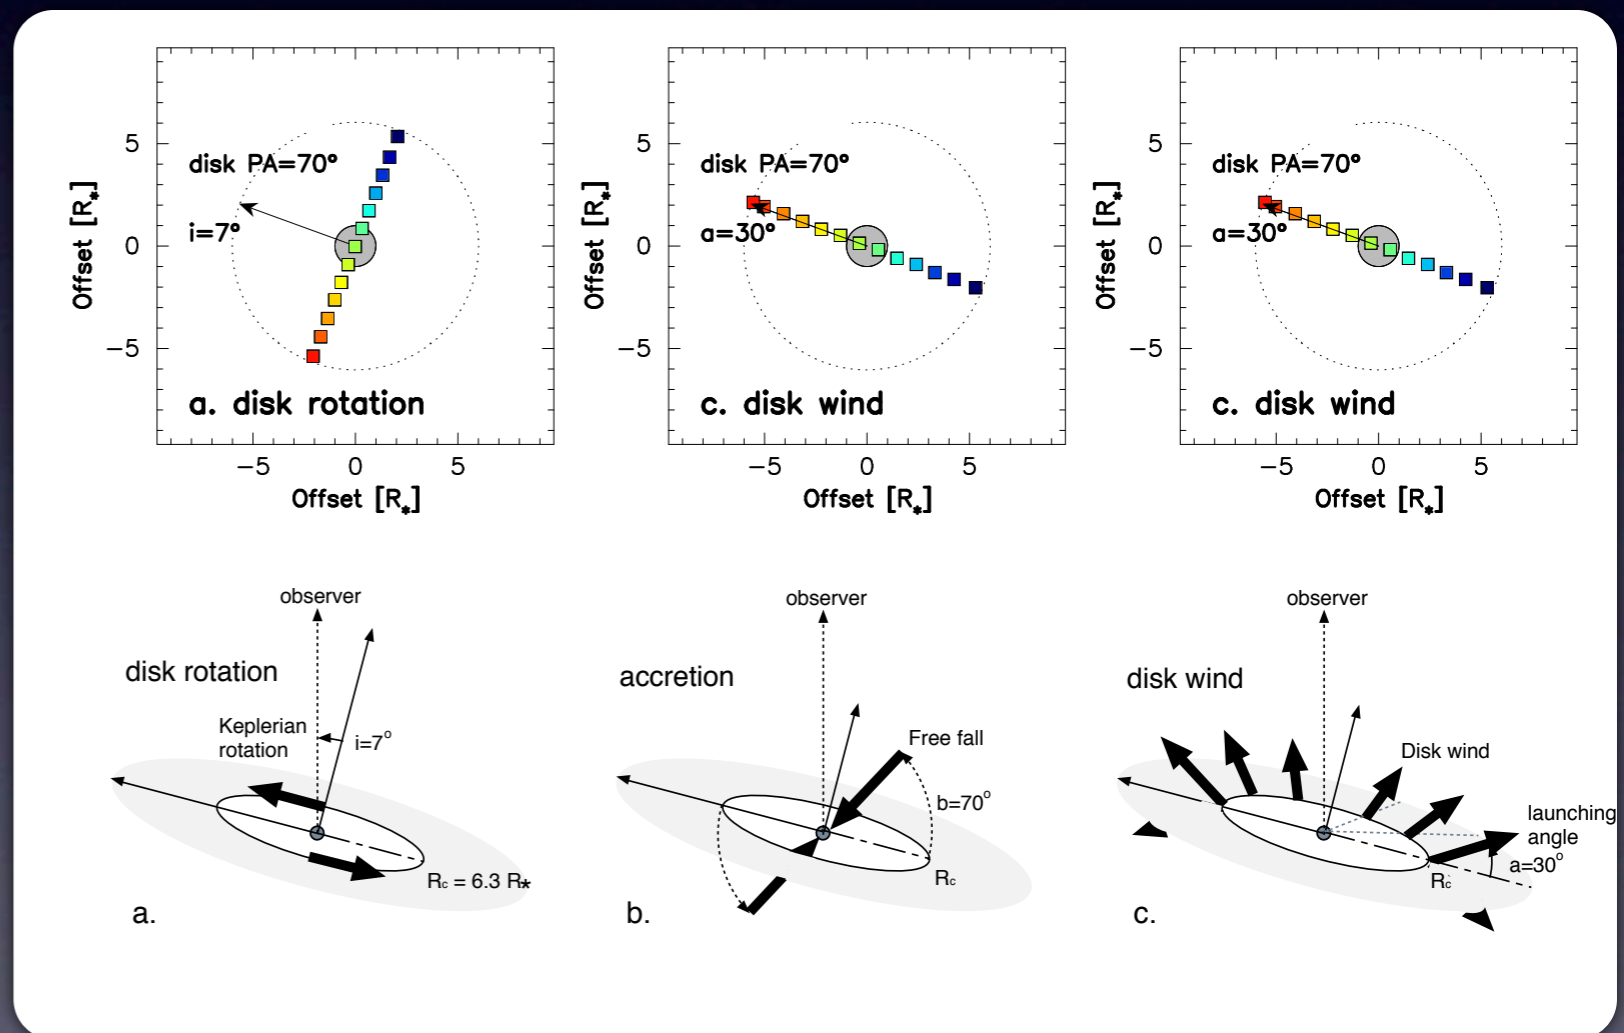 5
0
−5
Offset [R*]
disk PA=70°
i=7°
a. disk rotation
−5 0 5
Offset [R*]
5
0
−5
Offset [R*]
disk PA=70°
a=30°
c. disk wind
−5 0 5
Offset [R*]
5
0
−5
Offset [R*]
disk PA=70°
a=30°
c. disk wind
−5 0 5
Offset [R*]
observer
disk rotation
Keplerian
rotation
i=7°
Rc = 6.3 R*
a.
observer
accretion
Free fall
b=70°
Rc
b.
observer
disk wind
Disk wind
launching
angle
a=30°
Rc
c.